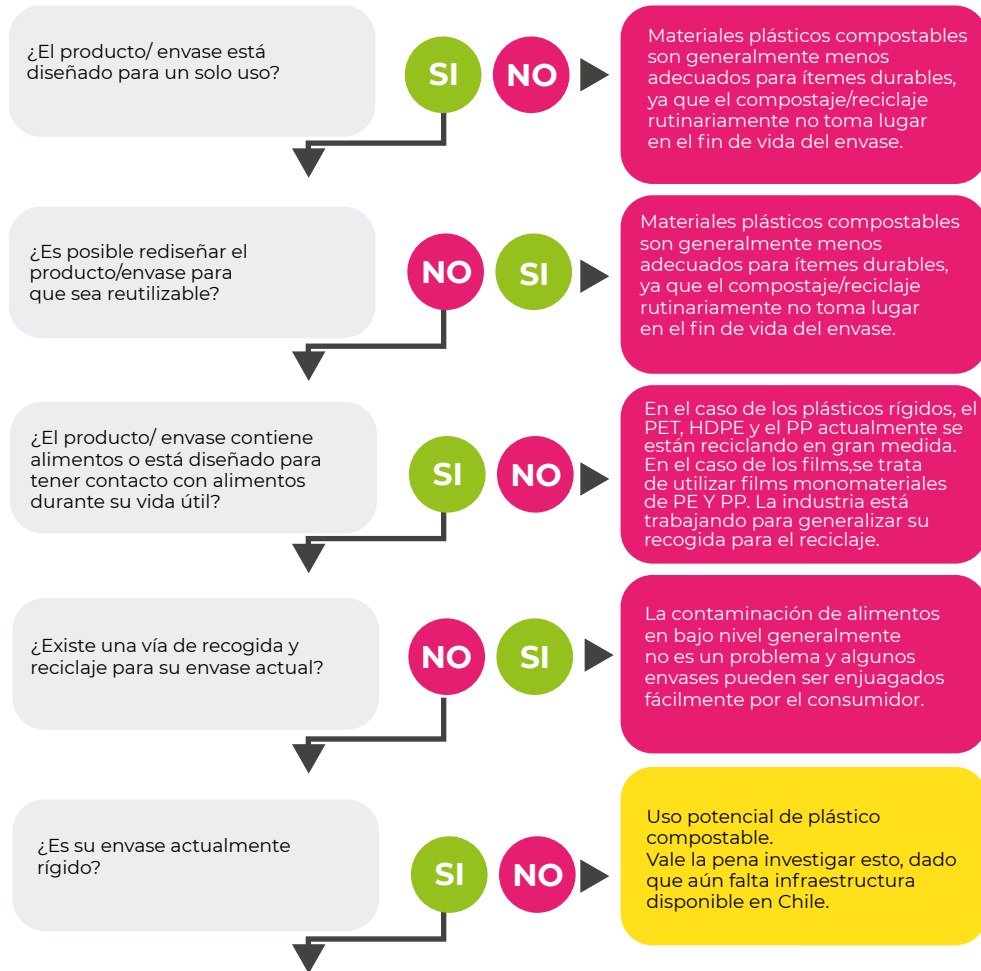 ¿El producto/ envase está
diseñado para un solo uso?
SI
NO
Materiales plásticos compostables
son generalmente menos
adecuados para ítemes durables,
ya que el compostaje/reciclaje
rutinariamente no toma lugar
en el fin de vida del envase.
¿Es posible rediseñar el
producto/envase para
que sea reutilizable?
NO
SI
Materiales plásticos compostables
son generalmente menos
adecuados para ítemes durables,
ya que el compostaje/reciclaje
rutinariamente no toma lugar
en el fin de vida del envase.
¿El producto/ envase contiene
alimentos o está diseñado para
tener contacto con alimentos
durante su vida útil?
SI
NO
En el caso de los plásticos rígidos, el
PET, HDPE y el PP actualmente se
están reciclando en gran medida.
En el caso de los films,se trata
de utilizar films monomateriales
de PE Y PP. La industria está
trabajando para generalizar su
recogida para el reciclaje.
¿Existe una vía de recogida y
reciclaje para su envase actual?
NO
SI
La contaminación de alimentos
en bajo nivel generalmente
no es un problema y algunos
envases pueden ser enjuagados
fácilmente por el consumidor.
¿Es su envase actualmente
rígido?
SI
NO
Uso potencial de plástico
compostable.
Vale la pena investigar esto, dado
que aún falta infraestructura
disponible en Chile.